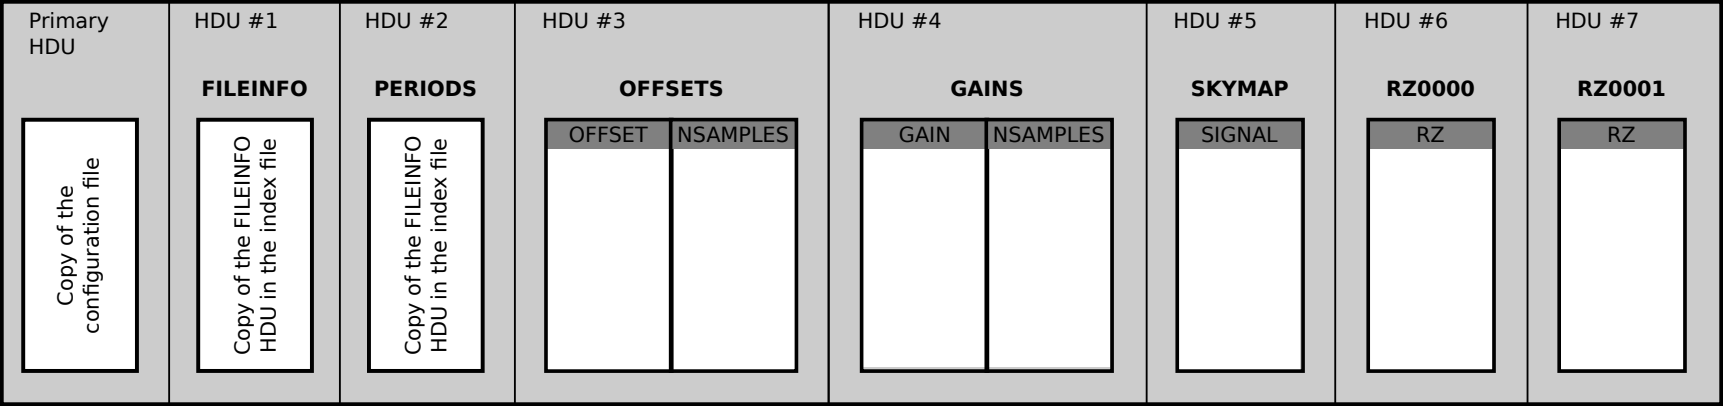 Primary
HDU
Copy of the
configuration file
HDU #1
FILEINFO
Copy of the FILEINFO
HDU in the index file
HDU #2
PERIODS
Copy of the FILEINFO
HDU in the index file
HDU #3
OFFSETS
OFFSET NSAMPLES
HDU #4
GAINS
GAIN NSAMPLES
HDU #5
SKYMAP
SIGNAL
HDU #6
RZ0000
RZ
HDU #7
RZ0001
RZ